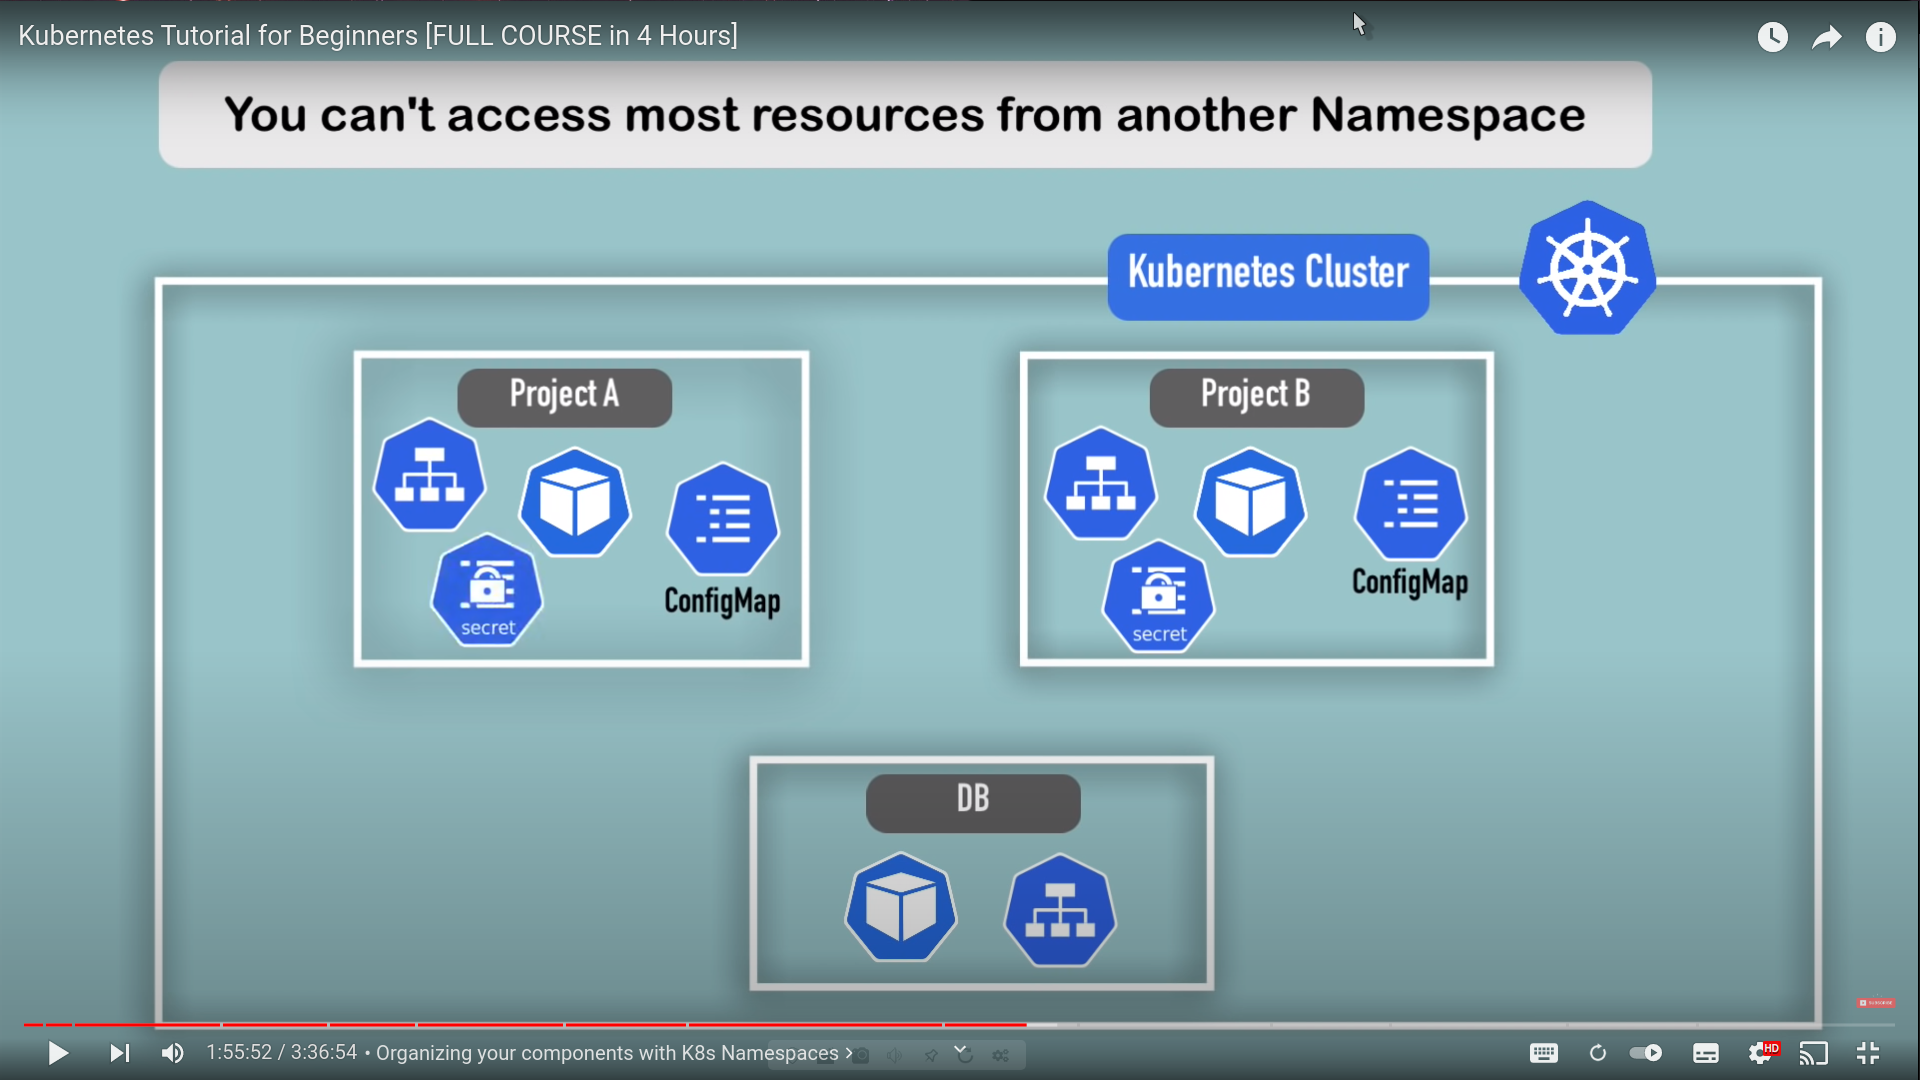 Kubernetes Tutorial for Beginners [FULL COURSE in 4 Hours]
You can't access most resources from another Namespace
Kubernetes Cluster
Project A
Project B
secret
ConfigMap
secret
ConfigMap
DB
SUBSCRIBE
1:55:52 / 3:36:54 • Organizing your components with K8s Namespaces
HD